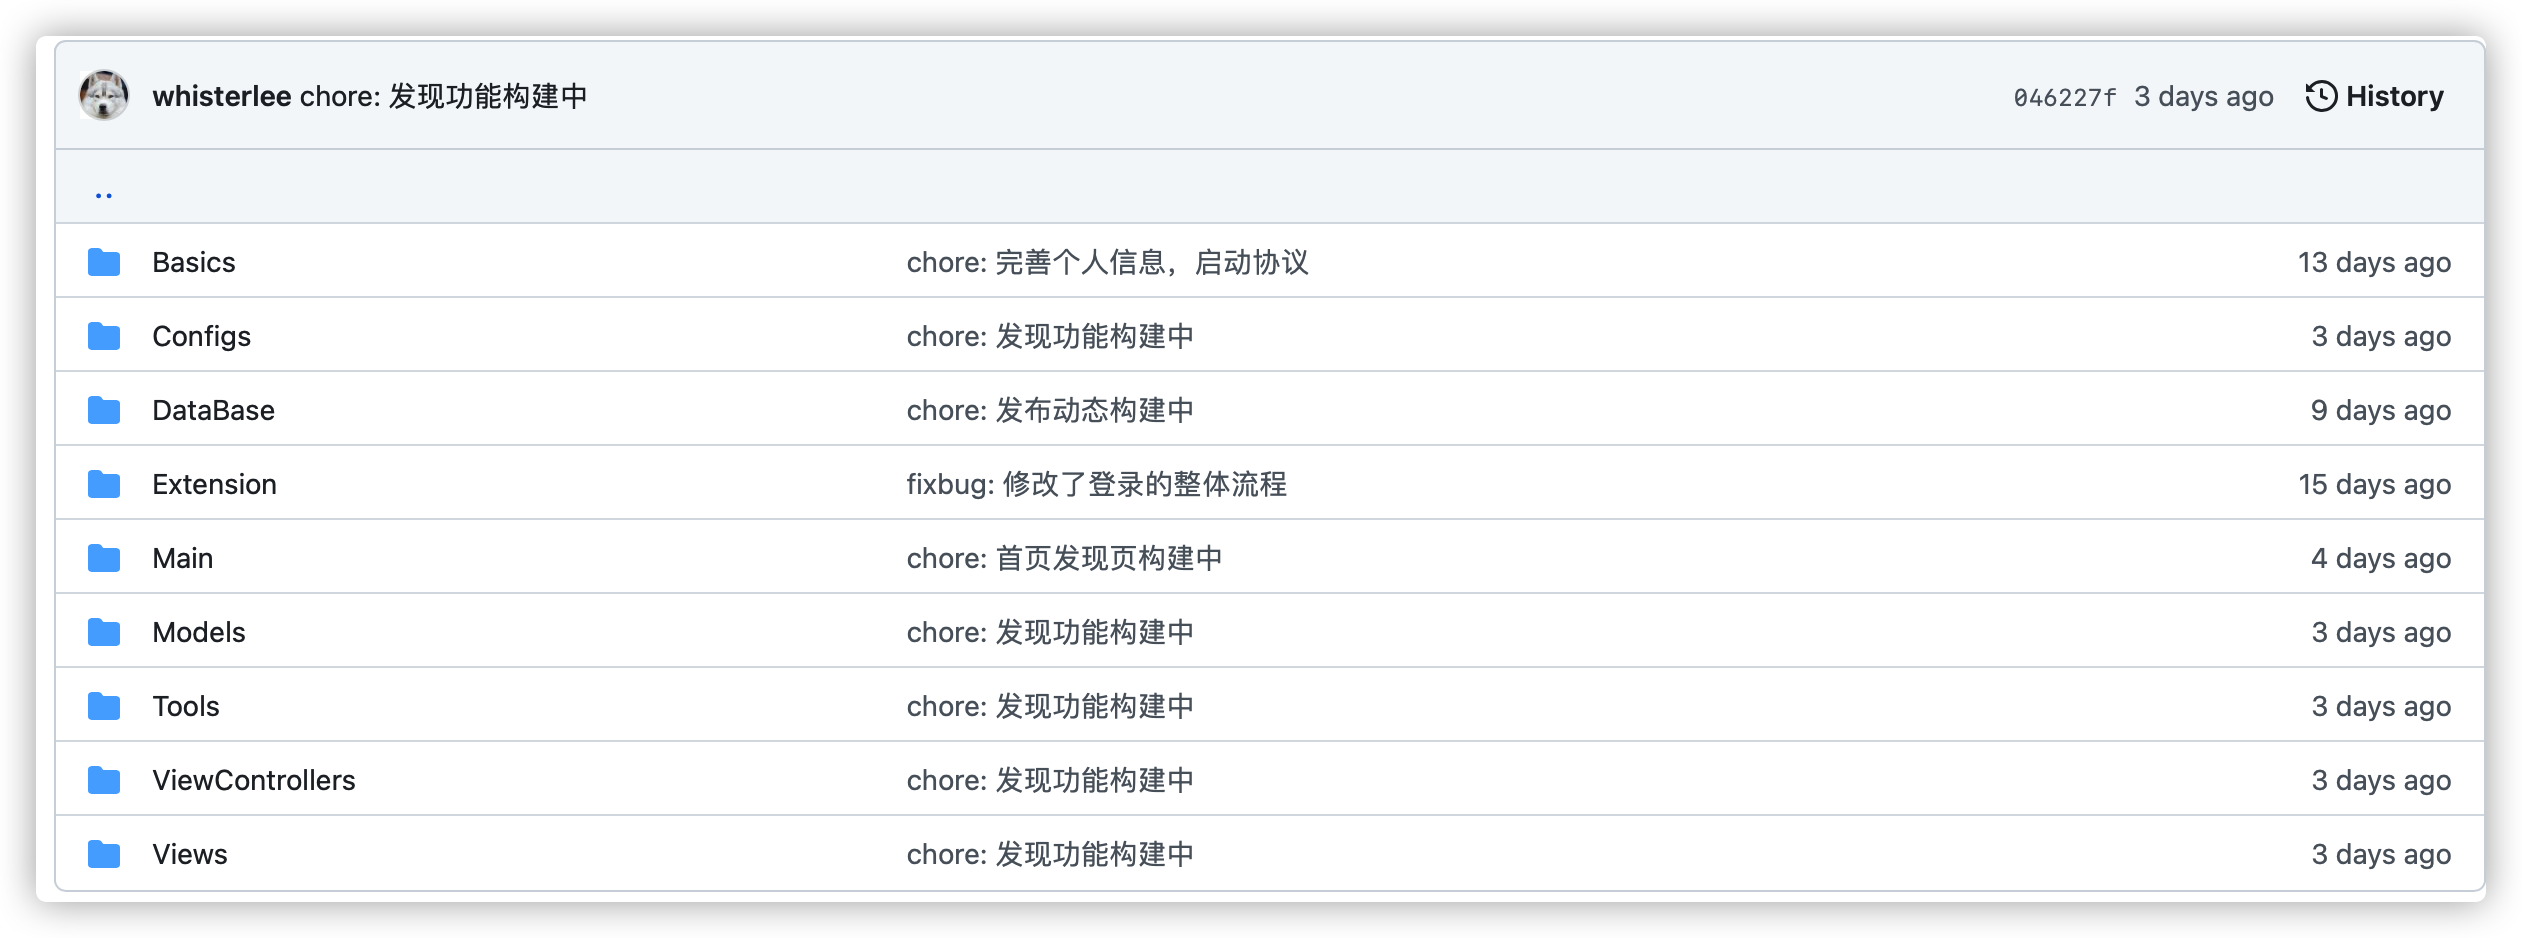 whisterlee chore: 发现功能构建中 046227f 3 days ago History
..
Basics chore: 完善个人信息，启动协议 13 days ago
Configs chore: 发现功能构建中 3 days ago
DataBase chore: 发布动态构建中 9 days ago
Extension fixbug: 修改了登录的整体流程 15 days ago
Main chore: 首页发现页构建中 4 days ago
Models chore: 发现功能构建中 3 days ago
Tools chore: 发现功能构建中 3 days ago
ViewControllers chore: 发现功能构建中 3 days ago
Views chore: 发现功能构建中 3 days ago